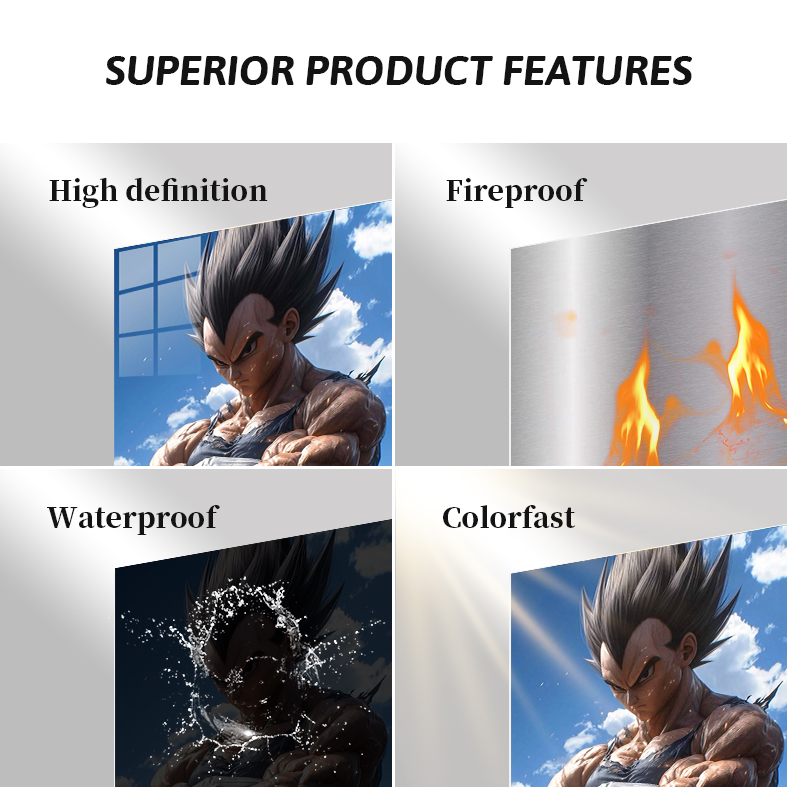 SUPERIOR PRODUCT FEATURES
High definition
Fireproof
Waterproof
Colorfast